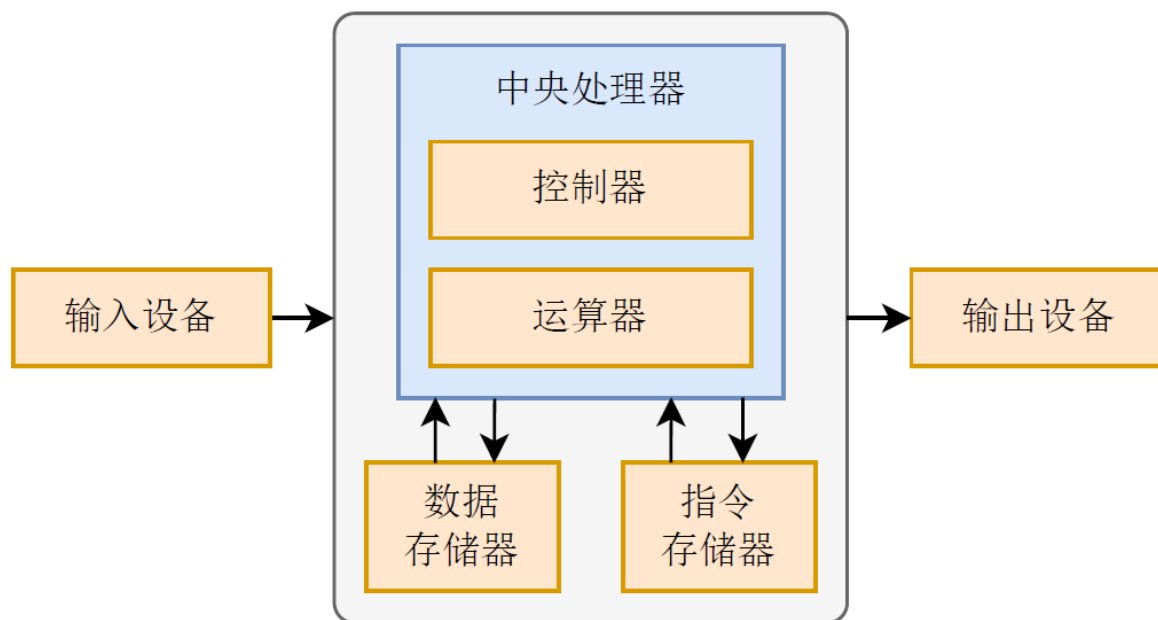 中央处理器
控制器
输入设备
运算器
输出设备
数据
存储器
指令
存储器